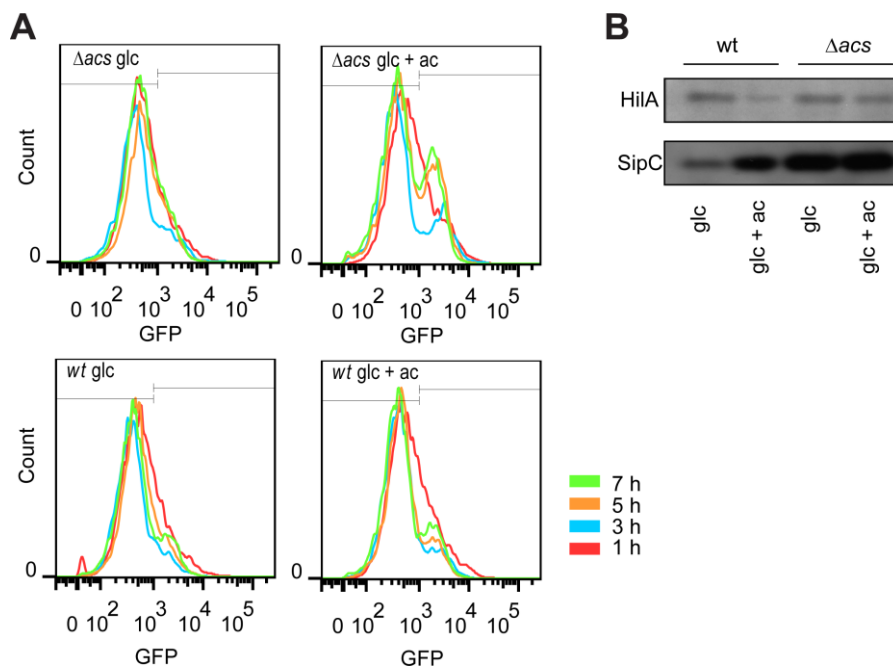 A
Δacs glc
Count
0
0 10² 10³ 10⁴ 10⁵
GFP
Δacs glc + ac
0
0 10² 10³ 10⁴ 10⁵
GFP
wt glc
Count
0
0 10² 10³ 10⁴ 10⁵
GFP
wt glc + ac
0
0 10² 10³ 10⁴ 10⁵
GFP
7 h
5 h
3 h
1 h
B
wt Δacs
HilA
SipC
glc
glc + ac
glc
glc + ac